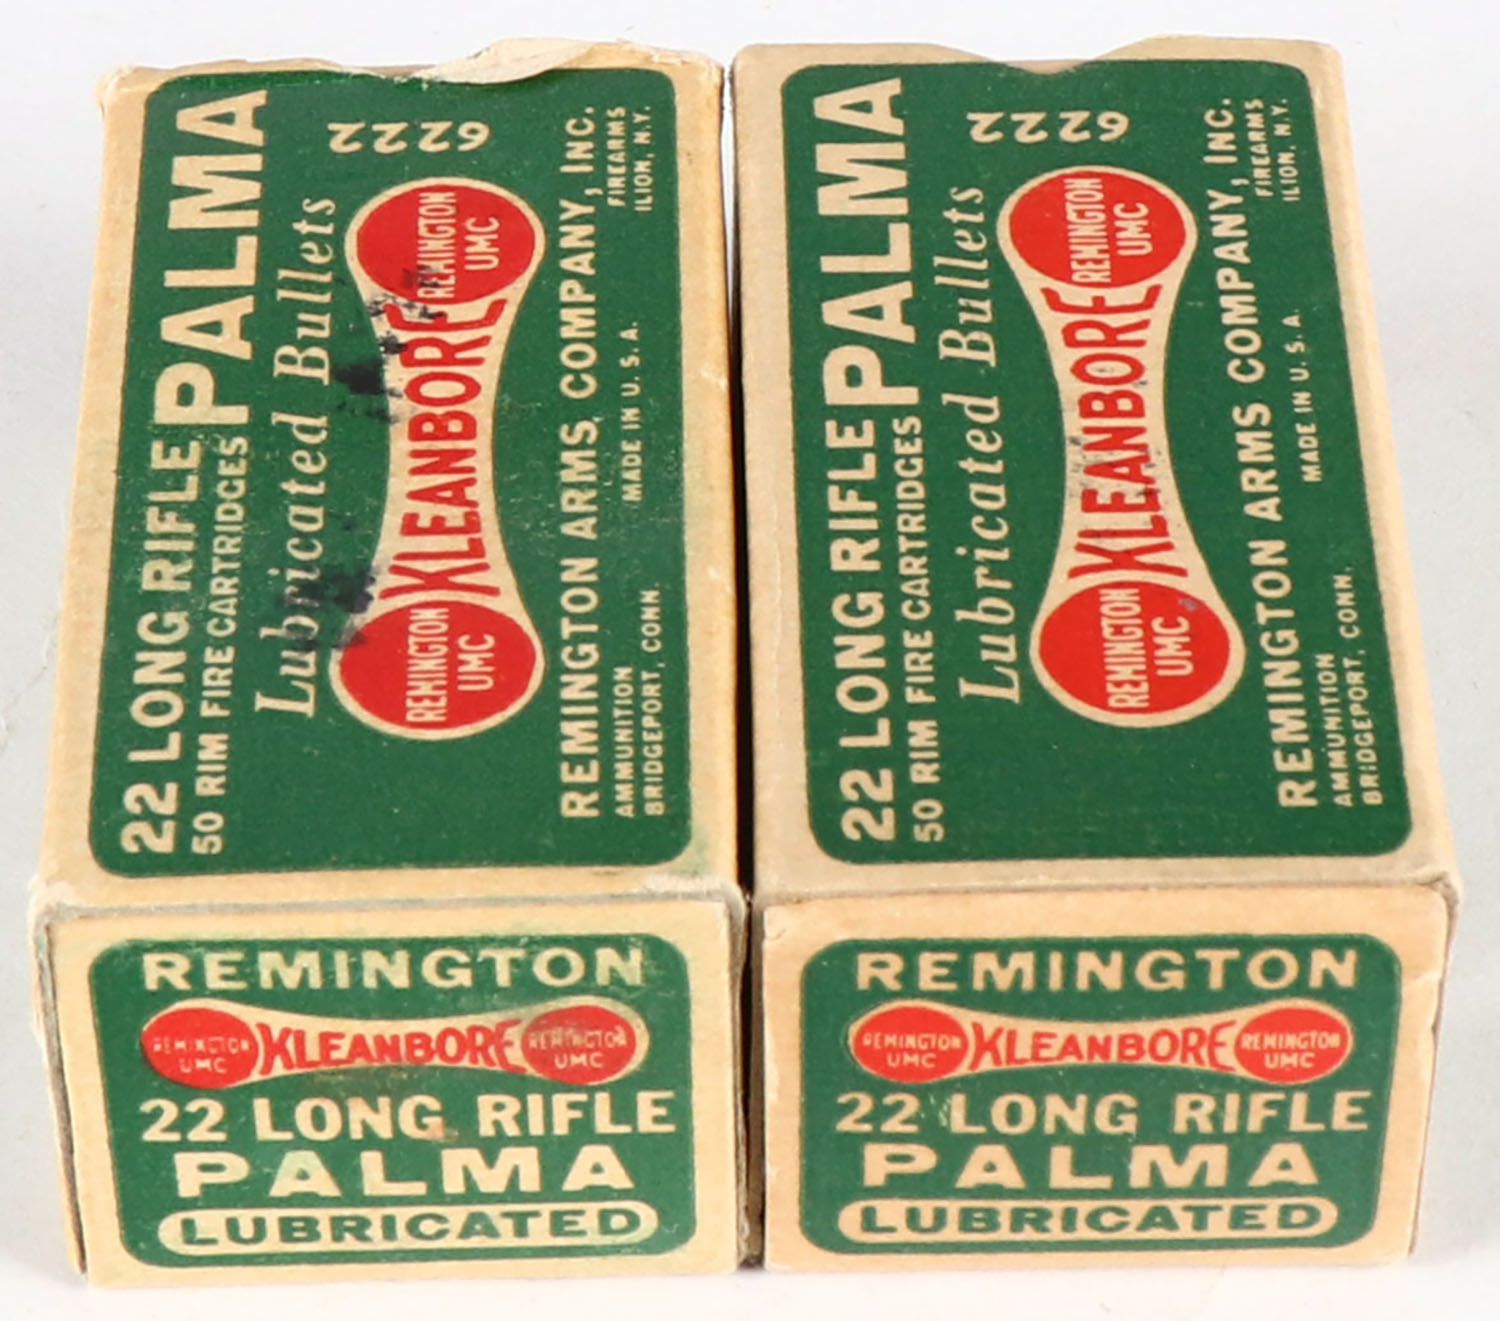 22 LONG RIFLE PALMA
50 RIM FIRE CARTRIDGES
Lubricated Bullets
6222
REMINGTON
UMC
KLEANBORE
REMINGTON
UMC
REMINGTON ARMS COMPANY, INC.
AMMUNITION
BRIDGEPORT, CONN.
MADE IN U. S. A.
FIREARMS
ILION, N.Y.
REMINGTON
REMINGTON
UMC
KLEANBORE
REMINGTON
UMC
22 LONG RIFLE
PALMA
LUBRICATED
22 LONG RIFLE PALMA
50 RIM FIRE CARTRIDGES
Lubricated Bullets
6222
REMINGTON
UMC
KLEANBORE
REMINGTON
UMC
REMINGTON ARMS COMPANY, INC.
AMMUNITION
BRIDGEPORT, CONN.
MADE IN U. S. A.
FIREARMS
ILION, N.Y.
REMINGTON
REMINGTON
UMC
KLEANBORE
REMINGTON
UMC
22 LONG RIFLE
PALMA
LUBRICATED